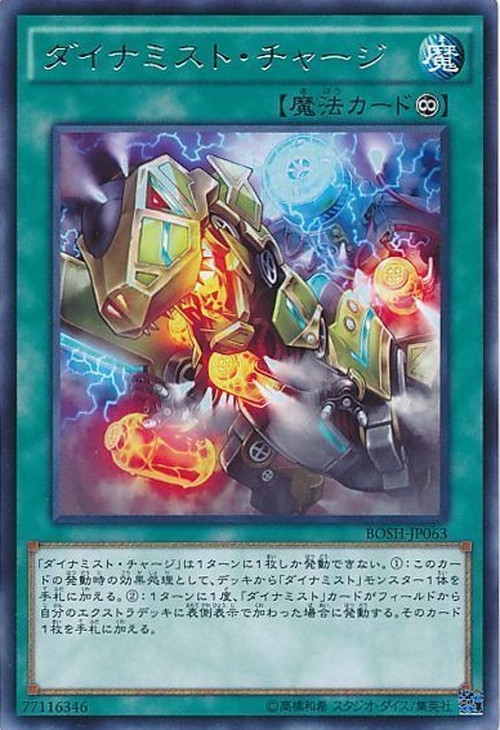 ダイナミスト・チャージ
魔
【魔法カード】
BOSH-JP063
「ダイナミスト・チャージ」は1ターンに1枚しか発動できない。①：このカー
ドの発動時の効果処理として、デッキから「ダイナミスト」モンスター1体を
手札に加える。②：1ターンに1度、「ダイナミスト」カードがフィールドから
自分のエクストラデッキに表側表示で加わった場合に発動する。そのカード
1枚を手札に加える。
77116346
©高橋和希 スタジオ・ダイス/集英社